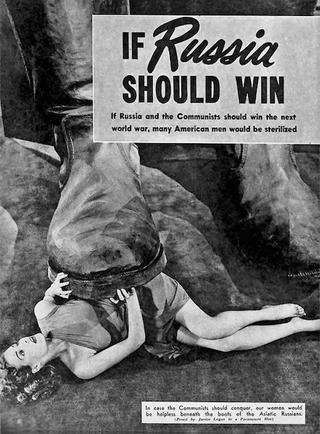 IF Russia
SHOULD WIN
If Russia and the Communists should win the next
world war, many American men would be sterilized
In case the Communists should conquer, our women would
be helpless beneath the boots of the Asiatic Russians.
(Posed by Janice Logan in a Paramount film)